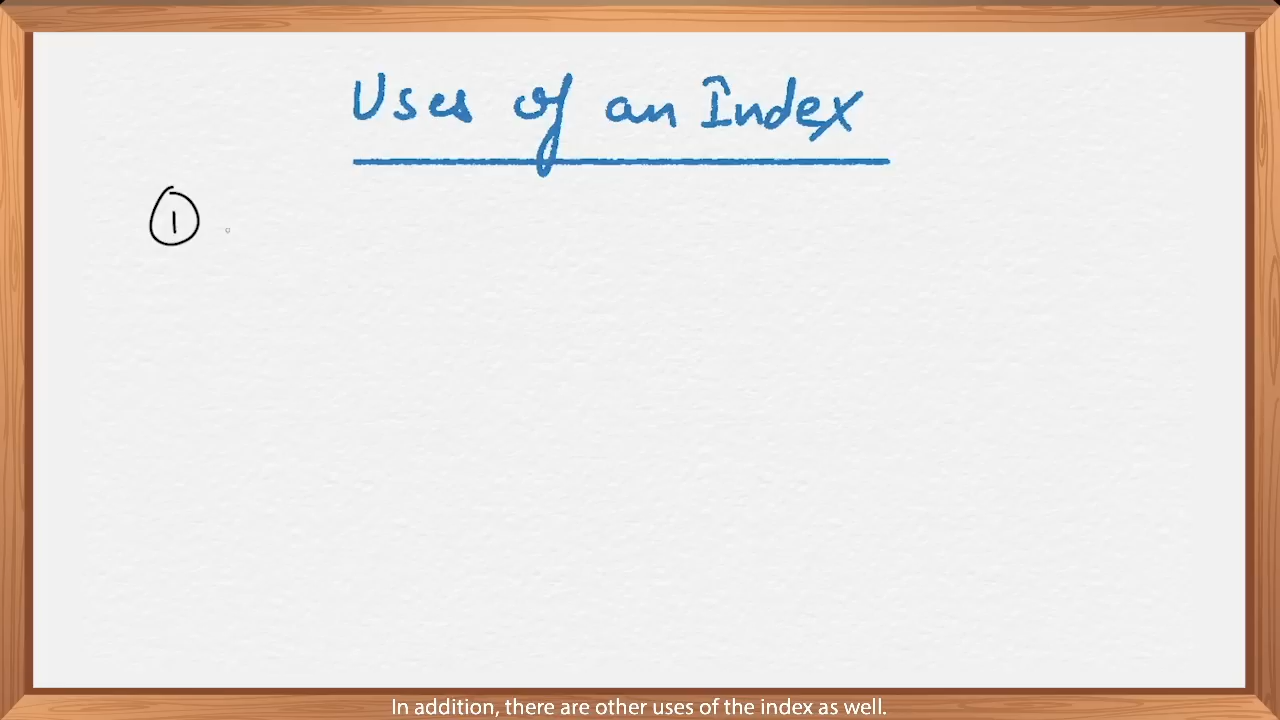 Uses of an Index
①
In addition, there are other uses of the index as well.